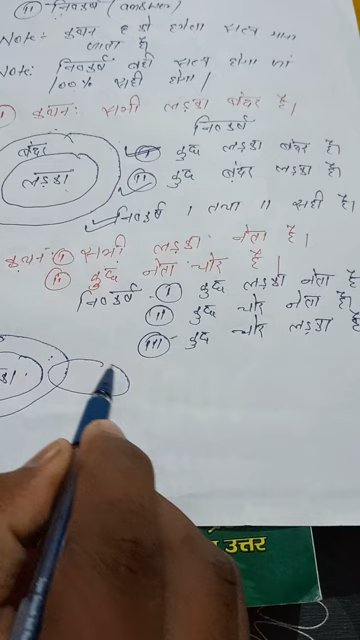 (ii) निष्कर्ष (answer)
Note:- कथन को हमेशा सत्य माना
जाता है।
Note: निष्कर्ष वही सत्य होगा जो
100% सही होगा।
(i) कथन: सभी लड़का बंदर है।
निष्कर्ष
बंदर
लड़का
(i) कुछ लड़का बंदर है।
(ii) कुछ बंदर लड़का है।
निष्कर्ष । तथा ।। सही है।
कथन: (i) सभी लड़का नेता है।
(ii) कुछ नेता चोर है।
निष्कर्ष - (i) कुछ लड़का नेता है
(ii) कुछ चोर नेता है।
(iii) - कुछ चोर लड़का है
उत्तर